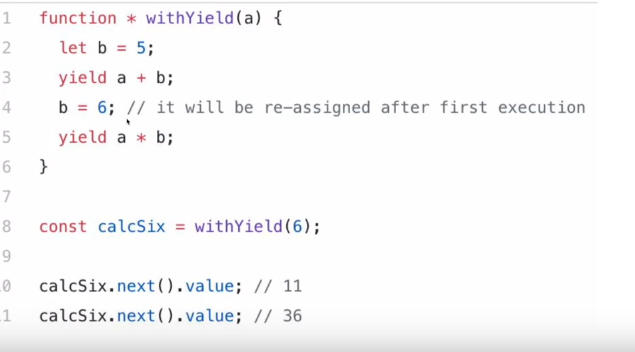 1 function * withYield(a) {
2 let b = 5;
3 yield a + b;
4 b = 6; // it will be re-assigned after first execution
5 yield a * b;
6 }
7
8 const calcSix = withYield(6);
9
0 calcSix.next().value; // 11
1 calcSix.next().value; // 36